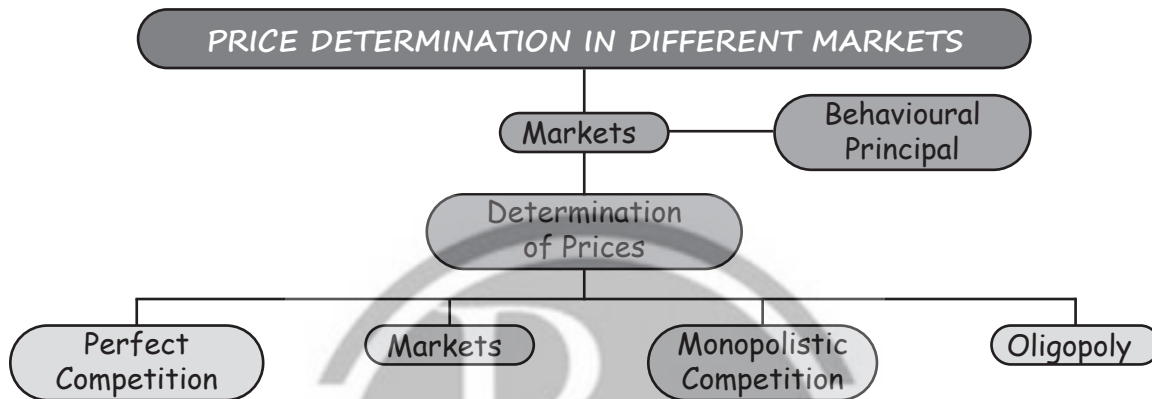 PRICE DETERMINATION IN DIFFERENT MARKETS
Markets
Behavioural
Principal
Determination
of Prices
Perfect
Competition
Markets
Monopolistic
Competition
Oligopoly